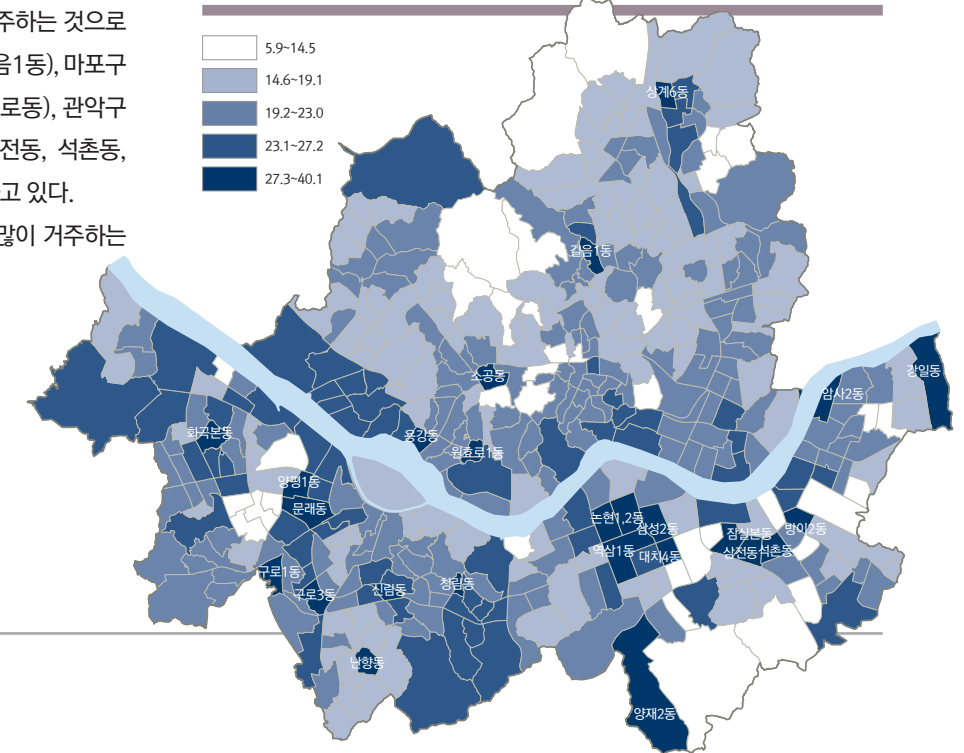 주하는 것으로
음1동), 마포구
로동), 관악구
전동, 석촌동,
고 있다.
많이 거주하는
5.9~14.5
14.6~19.1
19.2~23.0
23.1~27.2
27.3~40.1
상계6동
길음1동
강일동
소공동
암사2동
화곡본동
용강동
원효로1동
양평1동
문래동
논현1,2동
삼성2동
잠실본동
방이2동
역삼1동
대치4동
삼전동
석촌동
구로1동
구로3동
신림동
청림동
난향동
양재2동